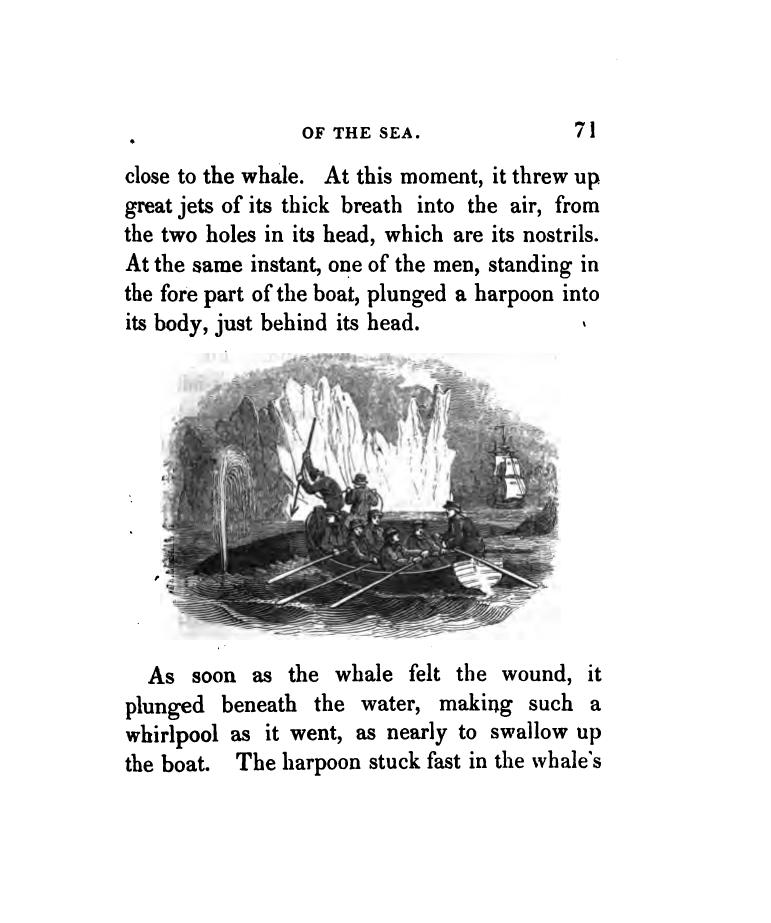 OF THE SEA. 71
close to the whale. At this moment, it threw up
great jets of its thick breath into the air, from
the two holes in its head, which are its nostrils.
At the same instant, one of the men, standing in
the fore part of the boat, plunged a harpoon into
its body, just behind its head.
As soon as the whale felt the wound, it
plunged beneath the water, making such a
whirlpool as it went, as nearly to swallow up
the boat. The harpoon stuck fast in the whale's